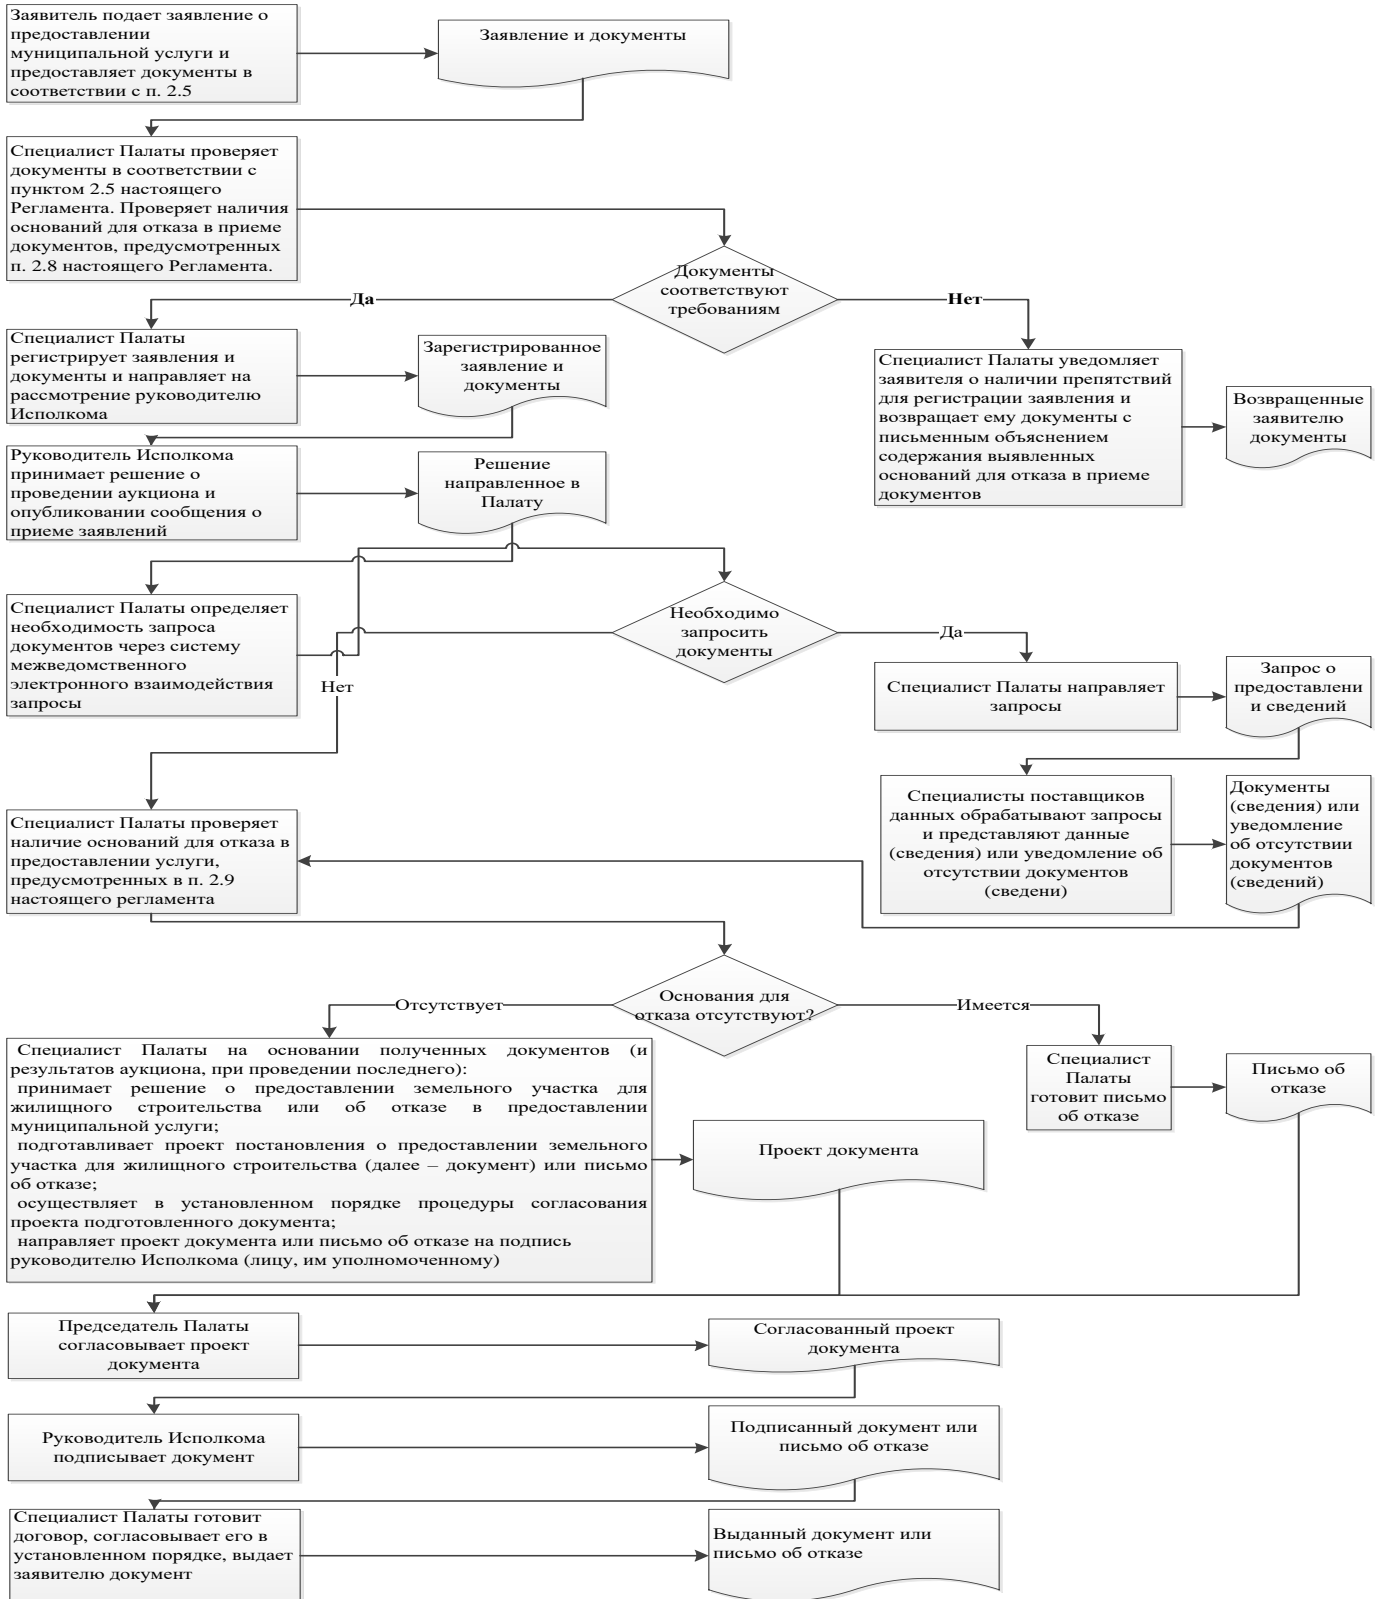 Заявитель подает заявление о
предоставлении
муниципальной услуги и
предоставляет документы в
соответствии с п. 2.5
Заявление и документы
Специалист Палаты проверяет
документы в соответствии с
пунктом 2.5 настоящего
Регламента. Проверяет наличия
оснований для отказа в приеме
документов, предусмотренных
п. 2.8 настоящего Регламента.
Документы
соответствуют
требованиям
Да
Нет
Специалист Палаты
регистрирует заявления и
документы и направляет на
рассмотрение руководителю
Исполкома
Зарегистрированное
заявление и
документы
Специалист Палаты уведомляет
заявителя о наличии препятствий
для регистрации заявления и
возвращает ему документы с
письменным объяснением
содержания выявленных
оснований для отказа в приеме
документов
Возвращенные
заявителю
документы
Руководитель Исполкома
принимает решение о
проведении аукциона и
опубликовании сообщения о
приеме заявлений
Решение
направленное в
Палату
Специалист Палаты определяет
необходимость запроса
документов через систему
межведомственного
электронного взаимодействия
запросы
Необходимо
запросить
документы
Да
Нет
Специалист Палаты направляет
запросы
Запрос о
предоставлени
и сведений
Специалисты поставщиков
данных обрабатывают запросы
и представляют данные
(сведения) или уведомление об
отсутствии документов
(сведени)
Документы
(сведения) или
уведомление
об отсутствии
документов
(сведений)
Специалист Палаты проверяет
наличие оснований для отказа в
предоставлении услуги,
предусмотренных в п. 2.9
настоящего регламента
Основания для
отказа отсутствуют?
Отсутствует
Имеется
Специалист Палаты на основании полученных документов (и
результатов аукциона, при проведении последнего):
принимает решение о предоставлении земельного участка для
жилищного строительства или об отказе в предоставлении
муниципальной услуги;
подготавливает проект постановления о предоставлении земельного
участка для жилищного строительства (далее – документ) или письмо
об отказе;
осуществляет в установленном порядке процедуры согласования
проекта подготовленного документа;
направляет проект документа или письмо об отказе на подпись
руководителю Исполкома (лицу, им уполномоченному)
Проект документа
Специалист
Палаты
готовит письмо
об отказе
Письмо об
отказе
Председатель Палаты
согласовывает проект
документа
Согласованный проект
документа
Руководитель Исполкома
подписывает документ
Подписанный документ или
письмо об отказе
Специалист Палаты готовит
договор, согласовывает его в
установленном порядке, выдает
заявителю документ
Выданный документ или
письмо об отказе